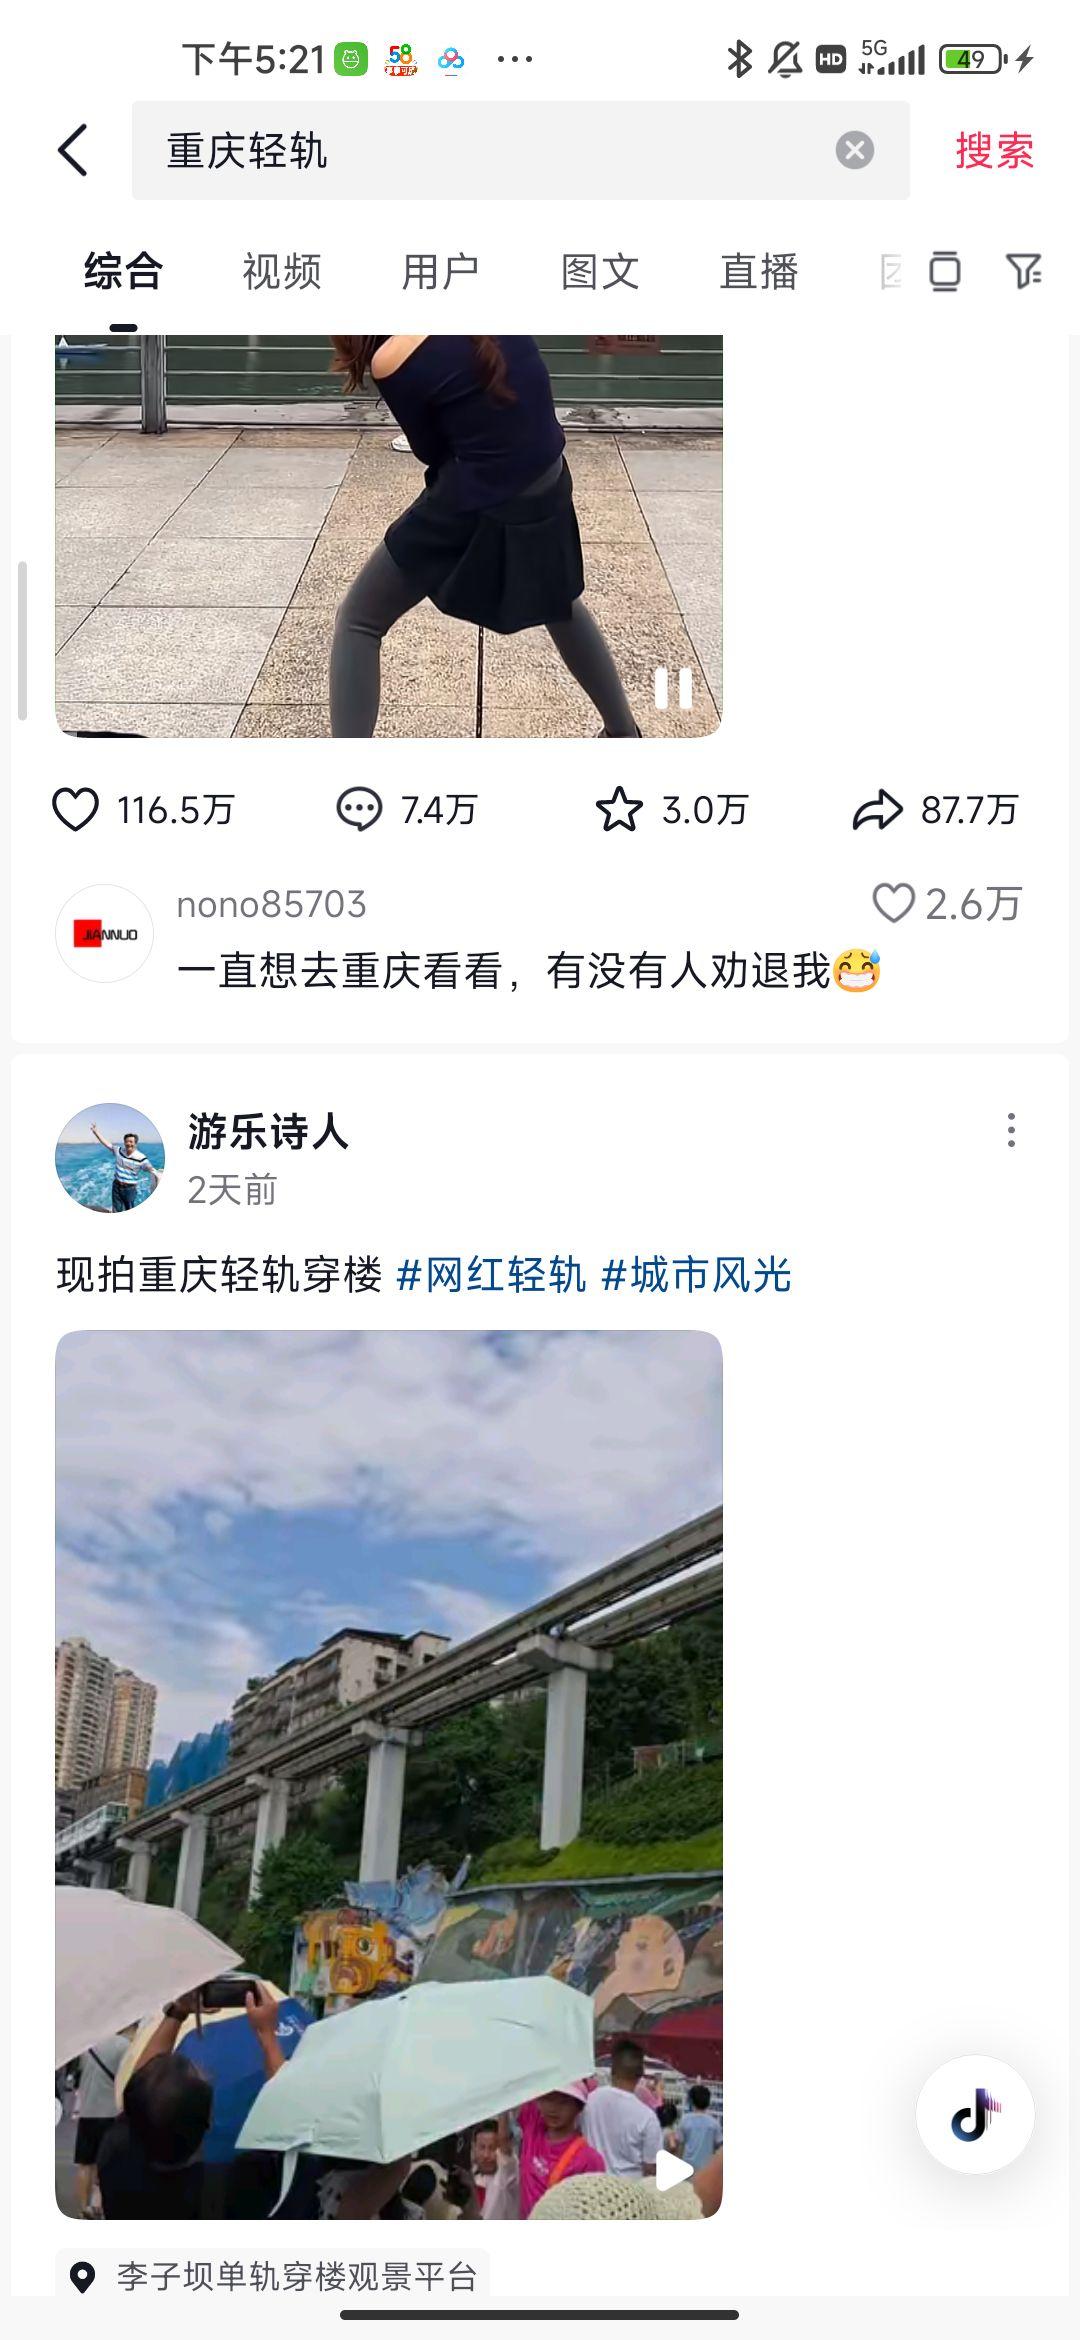 下午5:21
58
HD
5G
49
重庆轻轨
搜索
综合
视频
用户
图文
直播
116.5万
7.4万
3.0万
87.7万
JIANNUO
nono85703
2.6万
一直想去重庆看看，有没有人劝退我😅
游乐诗人
2天前
现拍重庆轻轨穿楼 #网红轻轨 #城市风光
李子坝单轨穿楼观景平台